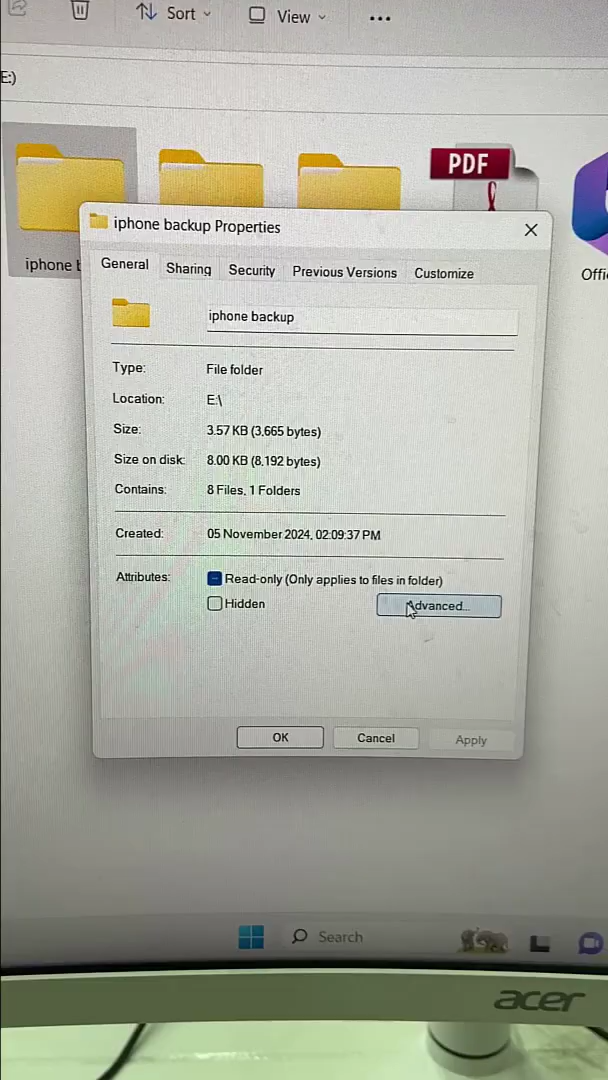 Sort
View
E:)
PDF
iphone b
Offi
iphone backup Properties
General
Sharing
Security
Previous Versions
Customize
iphone backup
Type:
File folder
Location:
E:\
Size:
3.57 KB (3,665 bytes)
Size on disk:
8.00 KB (8,192 bytes)
Contains:
8 Files, 1 Folders
Created:
05 November 2024, 02:09:37 PM
Attributes:
Read-only (Only applies to files in folder)
Hidden
Advanced...
OK
Cancel
Apply
Search
acer